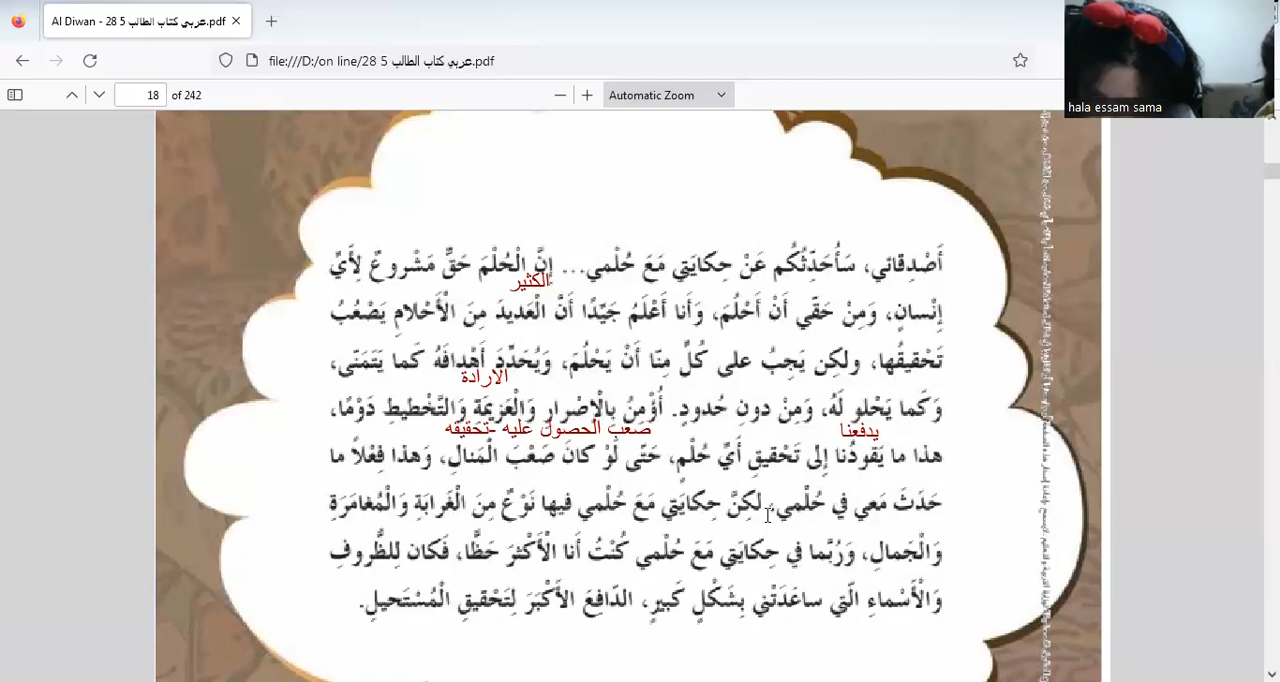 Al Diwan - 28 5 عربي كتاب الطالب.pdf
file:///D:/on line/28 5 عربي كتاب الطالب.pdf
18 of 242
Automatic Zoom
hala essam sama
أَصْدِقائي، سَأُحَدِّثُكُم عَنْ حِكايَتي مَعَ حُلْمي... إِنَّ الْحُلْمَ حَقٌّ مَشْروعٌ لِأَيِّ
الكثير
إِنْسانٍ، وَمِنْ حَقّي أَنْ أَحْلُمَ، وَأَنا أَعْلَمُ جَيِّدًا أَنَّ الْعَديدَ مِنَ الْأَحْلامِ يَصْعُبُ
تَحْقيقُها، ولكِن يَجِبُ على كُلٍّ مِنّا أَنْ يَحْلُمَ، وَيُحَدِّدَ أَهْدافَهُ كَما يَتَمَنّى،
الارادة
وَكَما يَحْلو لَهُ، وَمِنْ دونِ حُدودٍ. أُؤْمِنُ بِالْإِصْرارِ وَالْعَزيمَةِ وَالتَّخْطيطِ دَوْمًا،
يدفعنا
صعب الحصول عليه -تحقيقه
هذا ما يَقودُنا إِلى تَحْقيقِ أَيِّ حُلْمٍ، حَتّى لَوْ كانَ صَعْبَ الْمَنالِ، وَهذا فِعْلاً ما
حَدَثَ مَعي في حُلْمي، لكِنَّ حِكايَتي مَعَ حُلْمي فيها نَوْعٌ مِنَ الْغَرابَةِ وَالْمُغامَرَةِ
وَالْجَمالِ، وَرُبَّما في حِكايَتي مَعَ حُلْمي كُنْتُ أَنا الْأَكْثَرَ حَظًّا، فَكان لِلظُّروفِ
وَالْأَسْماءِ الّتي ساعَدَتْني بِشَكْلٍ كَبيرٍ، الدّافِعَ الأَكْبَرَ لِتَحْقيقِ الْمُسْتَحيلِ.